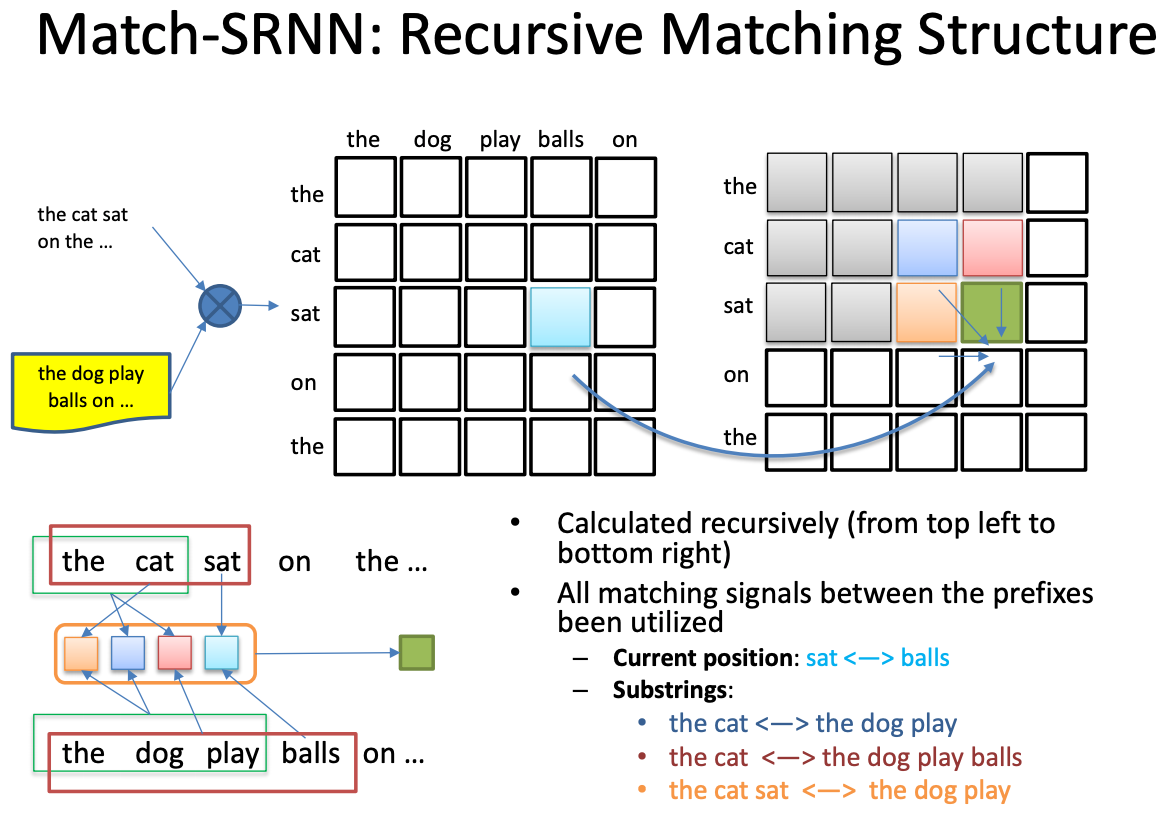 Match-SRNN: Recursive Matching Structure
the dog play balls on
the
cat
sat
on
the
the cat sat
on the ...
the dog play
balls on ...
the
cat
sat
on
the
the cat sat on the ...
the dog play balls on ...
• Calculated recursively (from top left to
bottom right)
• All matching signals between the prefixes
been utilized
– Current position: sat <—> balls
– Substrings:
• the cat <—> the dog play
• the cat <—> the dog play balls
• the cat sat <—> the dog play